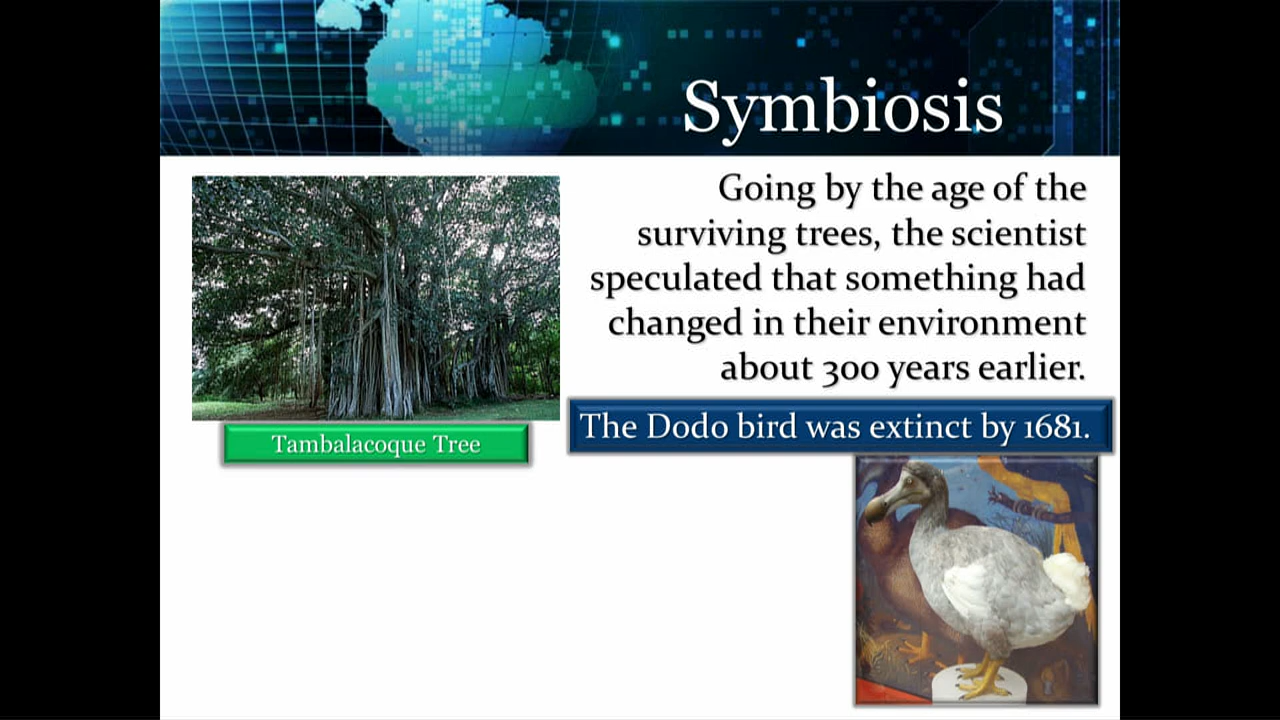 Symbiosis
Going by the age of the
surviving trees, the scientist
speculated that something had
changed in their environment
about 300 years earlier.
The Dodo bird was extinct by 1681.
Tambalacoque Tree